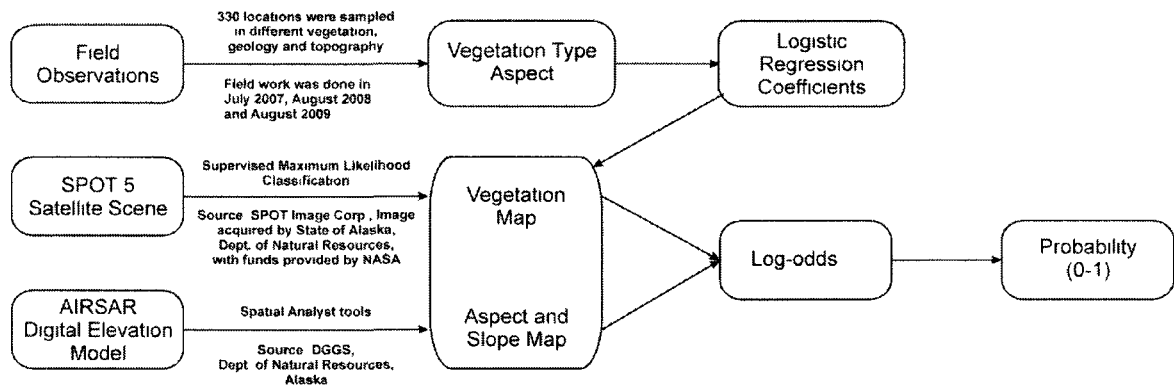 330 locations were sampled
in different vegetation,
geology and topography
Field
Observations
Field work was done in
July 2007, August 2008
and August 2009
Vegetation Type
Aspect
Logistic
Regression
Coefficients
SPOT 5
Satellite Scene
Supervised Maximum Likelihood
Classification
Source SPOT Image Corp , Image
acquired by State of Alaska,
Dept. of Natural Resources,
with funds provided by NASA
Vegetation
Map
Log-odds
Probability
(0-1)
AIRSAR
Digital Elevation
Model
Spatial Analyst tools
Source DGGS,
Dept of Natural Resources,
Alaska
Aspect and
Slope Map